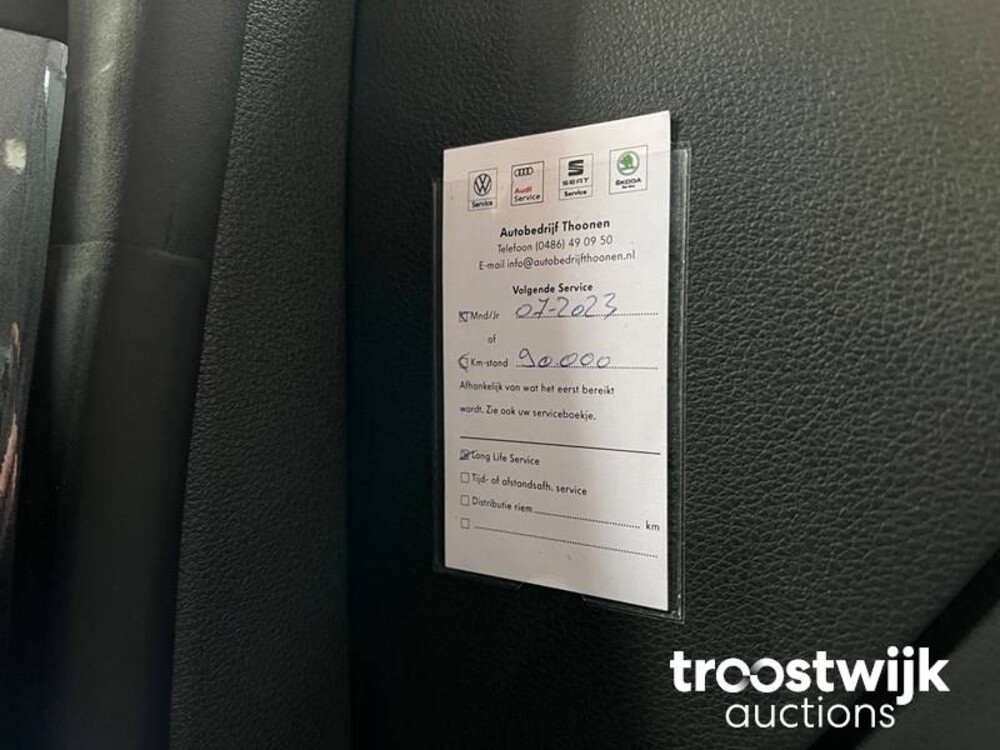 Service
Audi
Service
SEAT
Service
ŠKODA
Autobedrijf Thoonen
Telefoon (0486) 49 09 50
E-mail info@autobedrijfthoonen.nl
Volgende Service
Mnd/Jr 07-2023
of
Km-stand 90.000
Afhankelijk van wat het eerst bereikt
wordt. Zie ook uw serviceboekje.
Long Life Service
Tijd- of afstandsafh. service
Distributie riem km
troostwijk
auctions